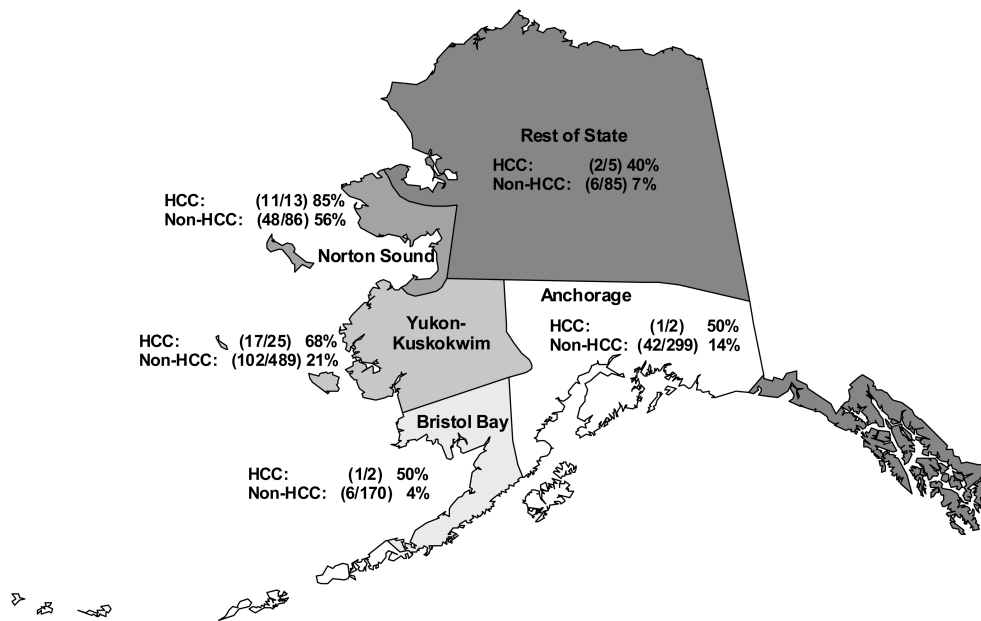 Rest of State
HCC: (2/5) 40%
Non-HCC: (6/85) 7%
HCC: (11/13) 85%
Non-HCC: (48/86) 56%
Norton Sound
Anchorage
HCC: (1/2) 50%
Non-HCC: (42/299) 14%
Yukon-
Kuskokwim
HCC: (17/25) 68%
Non-HCC: (102/489) 21%
Bristol Bay
HCC: (1/2) 50%
Non-HCC: (6/170) 4%